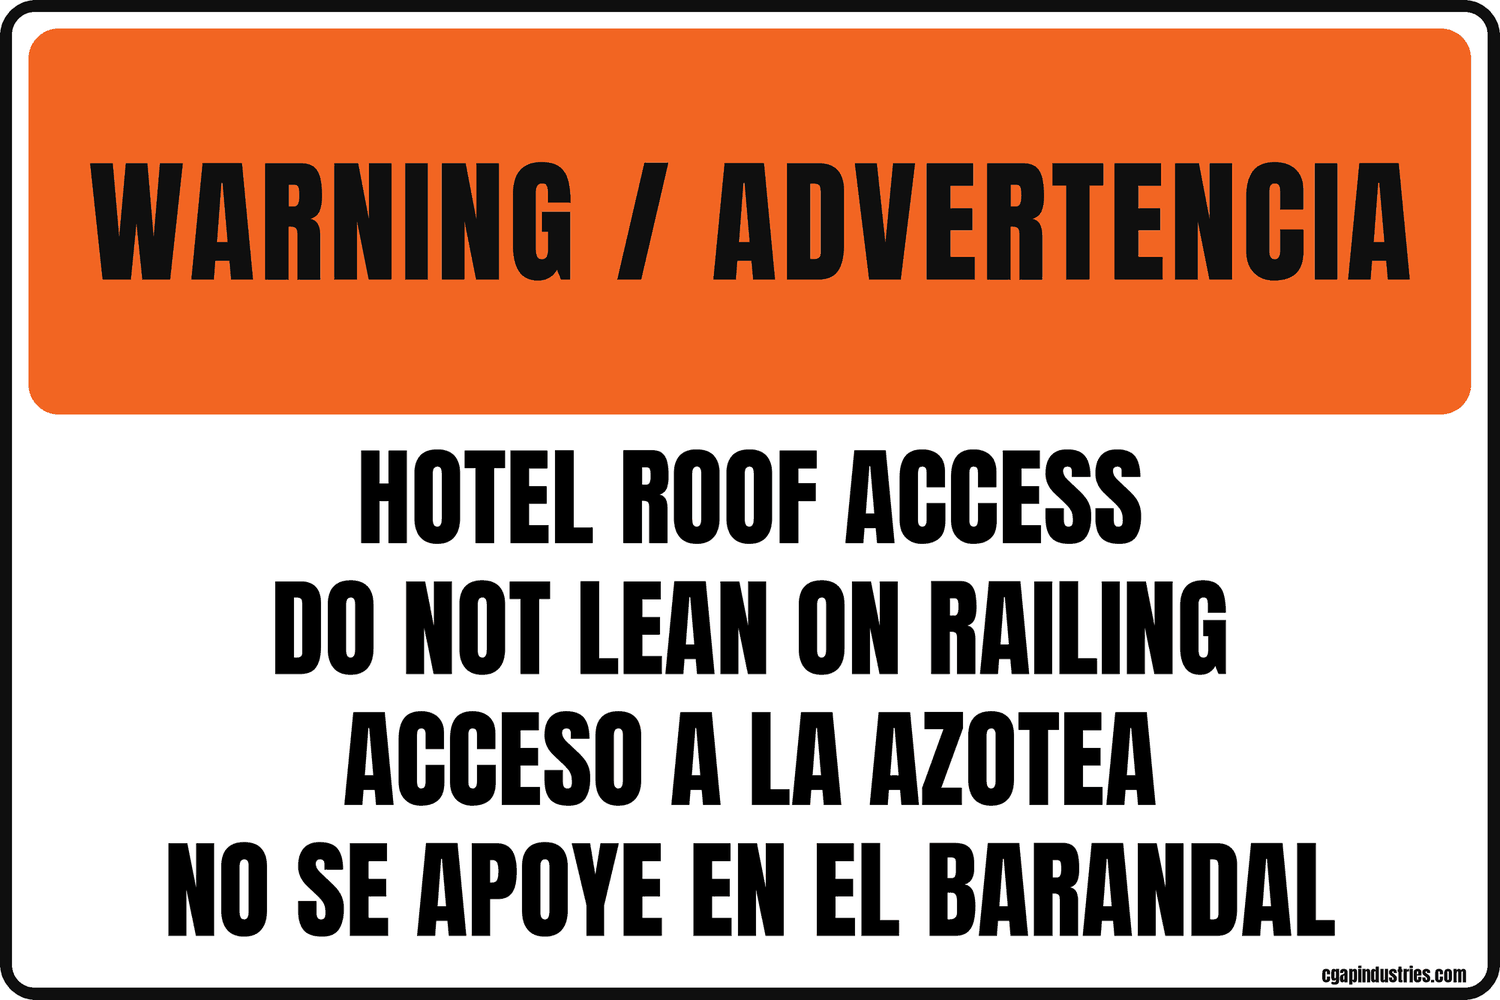 WARNING / ADVERTENCIA
HOTEL ROOF ACCESS
DO NOT LEAN ON RAILING
ACCESO A LA AZOTEA
NO SE APOYE EN EL BARANDAL
cgapindustries.com